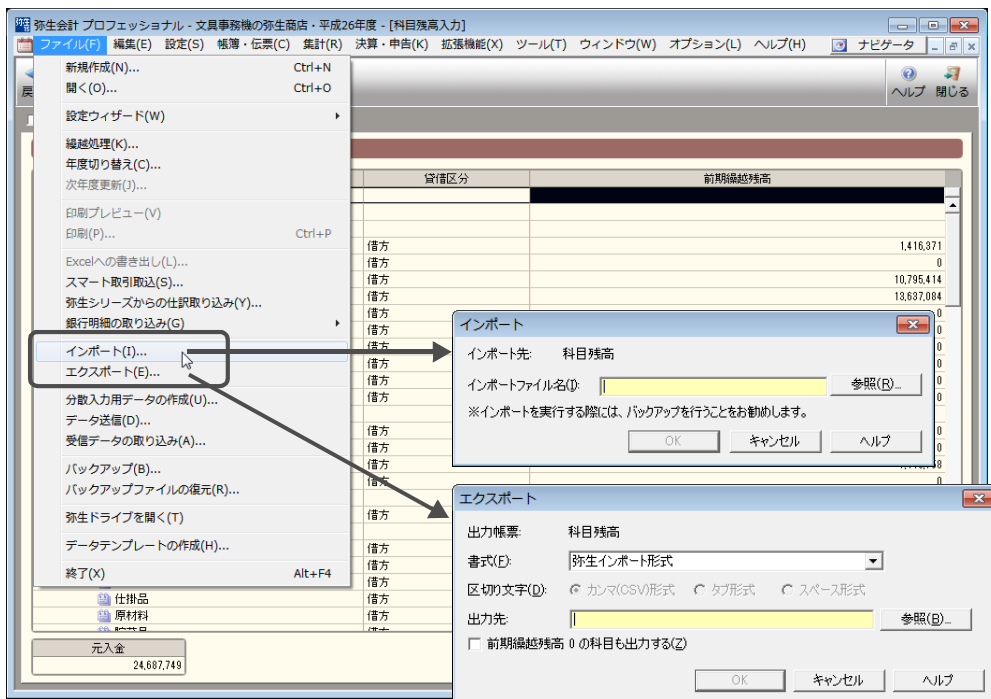 弥生会計 プロフェッショナル - 文具事務機の弥生商店・平成26年度 - [科目残高入力]
ファイル(F) 編集(E) 設定(S) 帳簿・伝票(C) 集計(R) 決算・申告(K) 拡張機能(X) ツール(T) ウィンドウ(W) オプション(L) ヘルプ(H) ナビゲータ
戻
ヘルプ 閉じる
新規作成(N)... Ctrl+N
開く(O)... Ctrl+O
設定ウィザード(W)
繰越処理(K)...
年度切り替え(C)...
次年度更新(J)...
印刷プレビュー(V)
印刷(P)... Ctrl+P
Excelへの書き出し(L)...
スマート取引取込(S)...
弥生シリーズからの仕訳取り込み(Y)...
銀行明細の取り込み(G)
インポート(I)...
エクスポート(E)...
分散入力用データの作成(U)...
データ送信(D)...
受信データの取り込み(A)...
バックアップ(B)...
バックアップファイルの復元(R)...
弥生ドライブを開く(T)
データテンプレートの作成(H)...
終了(X) Alt+F4
貸借区分 前期繰越残高
借方 1,416,371
借方 0
借方 10,795,414
借方 13,637,084
借方 0
借方 0
借方 0
借方 0
借方 0
借方 0
借方 0
借方 0
借方
借方 0
借方
借方
借方
借方
仕掛品 借方
原材料 借方
貯蔵品 借方
元入金
24,687,749
インポート
インポート先: 科目残高
インポートファイル名(I): 参照(R)...
※インポートを実行する際には、バックアップを行うことをお勧めします。
OK キャンセル ヘルプ
エクスポート
出力帳票: 科目残高
書式(F): 弥生インポート形式
区切り文字(D): カンマ(CSV)形式 タブ形式 スペース形式
出力先: 参照(B)...
前期繰越残高 0 の科目も出力する(Z)
OK キャンセル ヘルプ